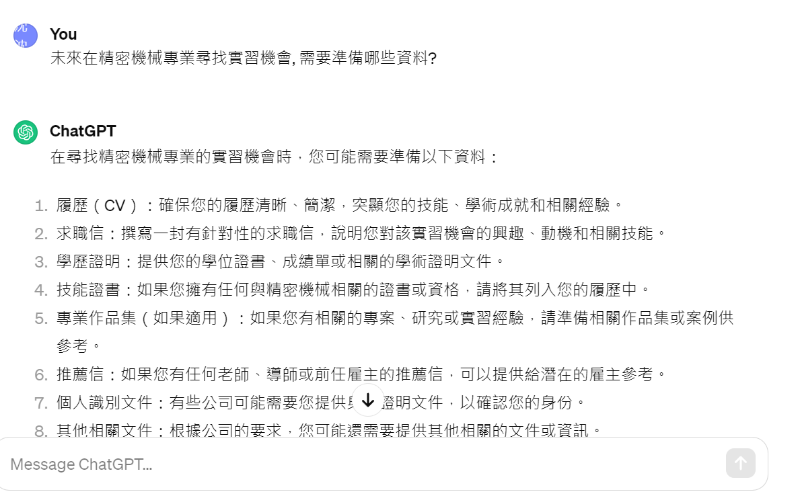 You
未來在精密機械專業尋找實習機會, 需要準備哪些資料?
ChatGPT
在尋找精密機械專業的實習機會時，您可能需要準備以下資料：
1. 履歷（CV）：確保您的履歷清晰、簡潔，突顯您的技能、學術成就和相關經驗。
2. 求職信：撰寫一封有針對性的求職信，說明您對該實習機會的興趣、動機和相關技能。
3. 學歷證明：提供您的學位證書、成績單或相關的學術證明文件。
4. 技能證書：如果您擁有任何與精密機械相關的證書或資格，請將其列入您的履歷中。
5. 專業作品集（如果適用）：如果您有相關的專案、研究或實習經驗，請準備相關作品集或案例供
參考。
6. 推薦信：如果您有任何老師、導師或前任雇主的推薦信，可以提供給潛在的雇主參考。
7. 個人識別文件：有些公司可能需要您提供 證明文件，以確認您的身份。
8. 其他相關文件：根據公司的要求，您可能還需要提供其他相關的文件或資訊。
Message ChatGPT...